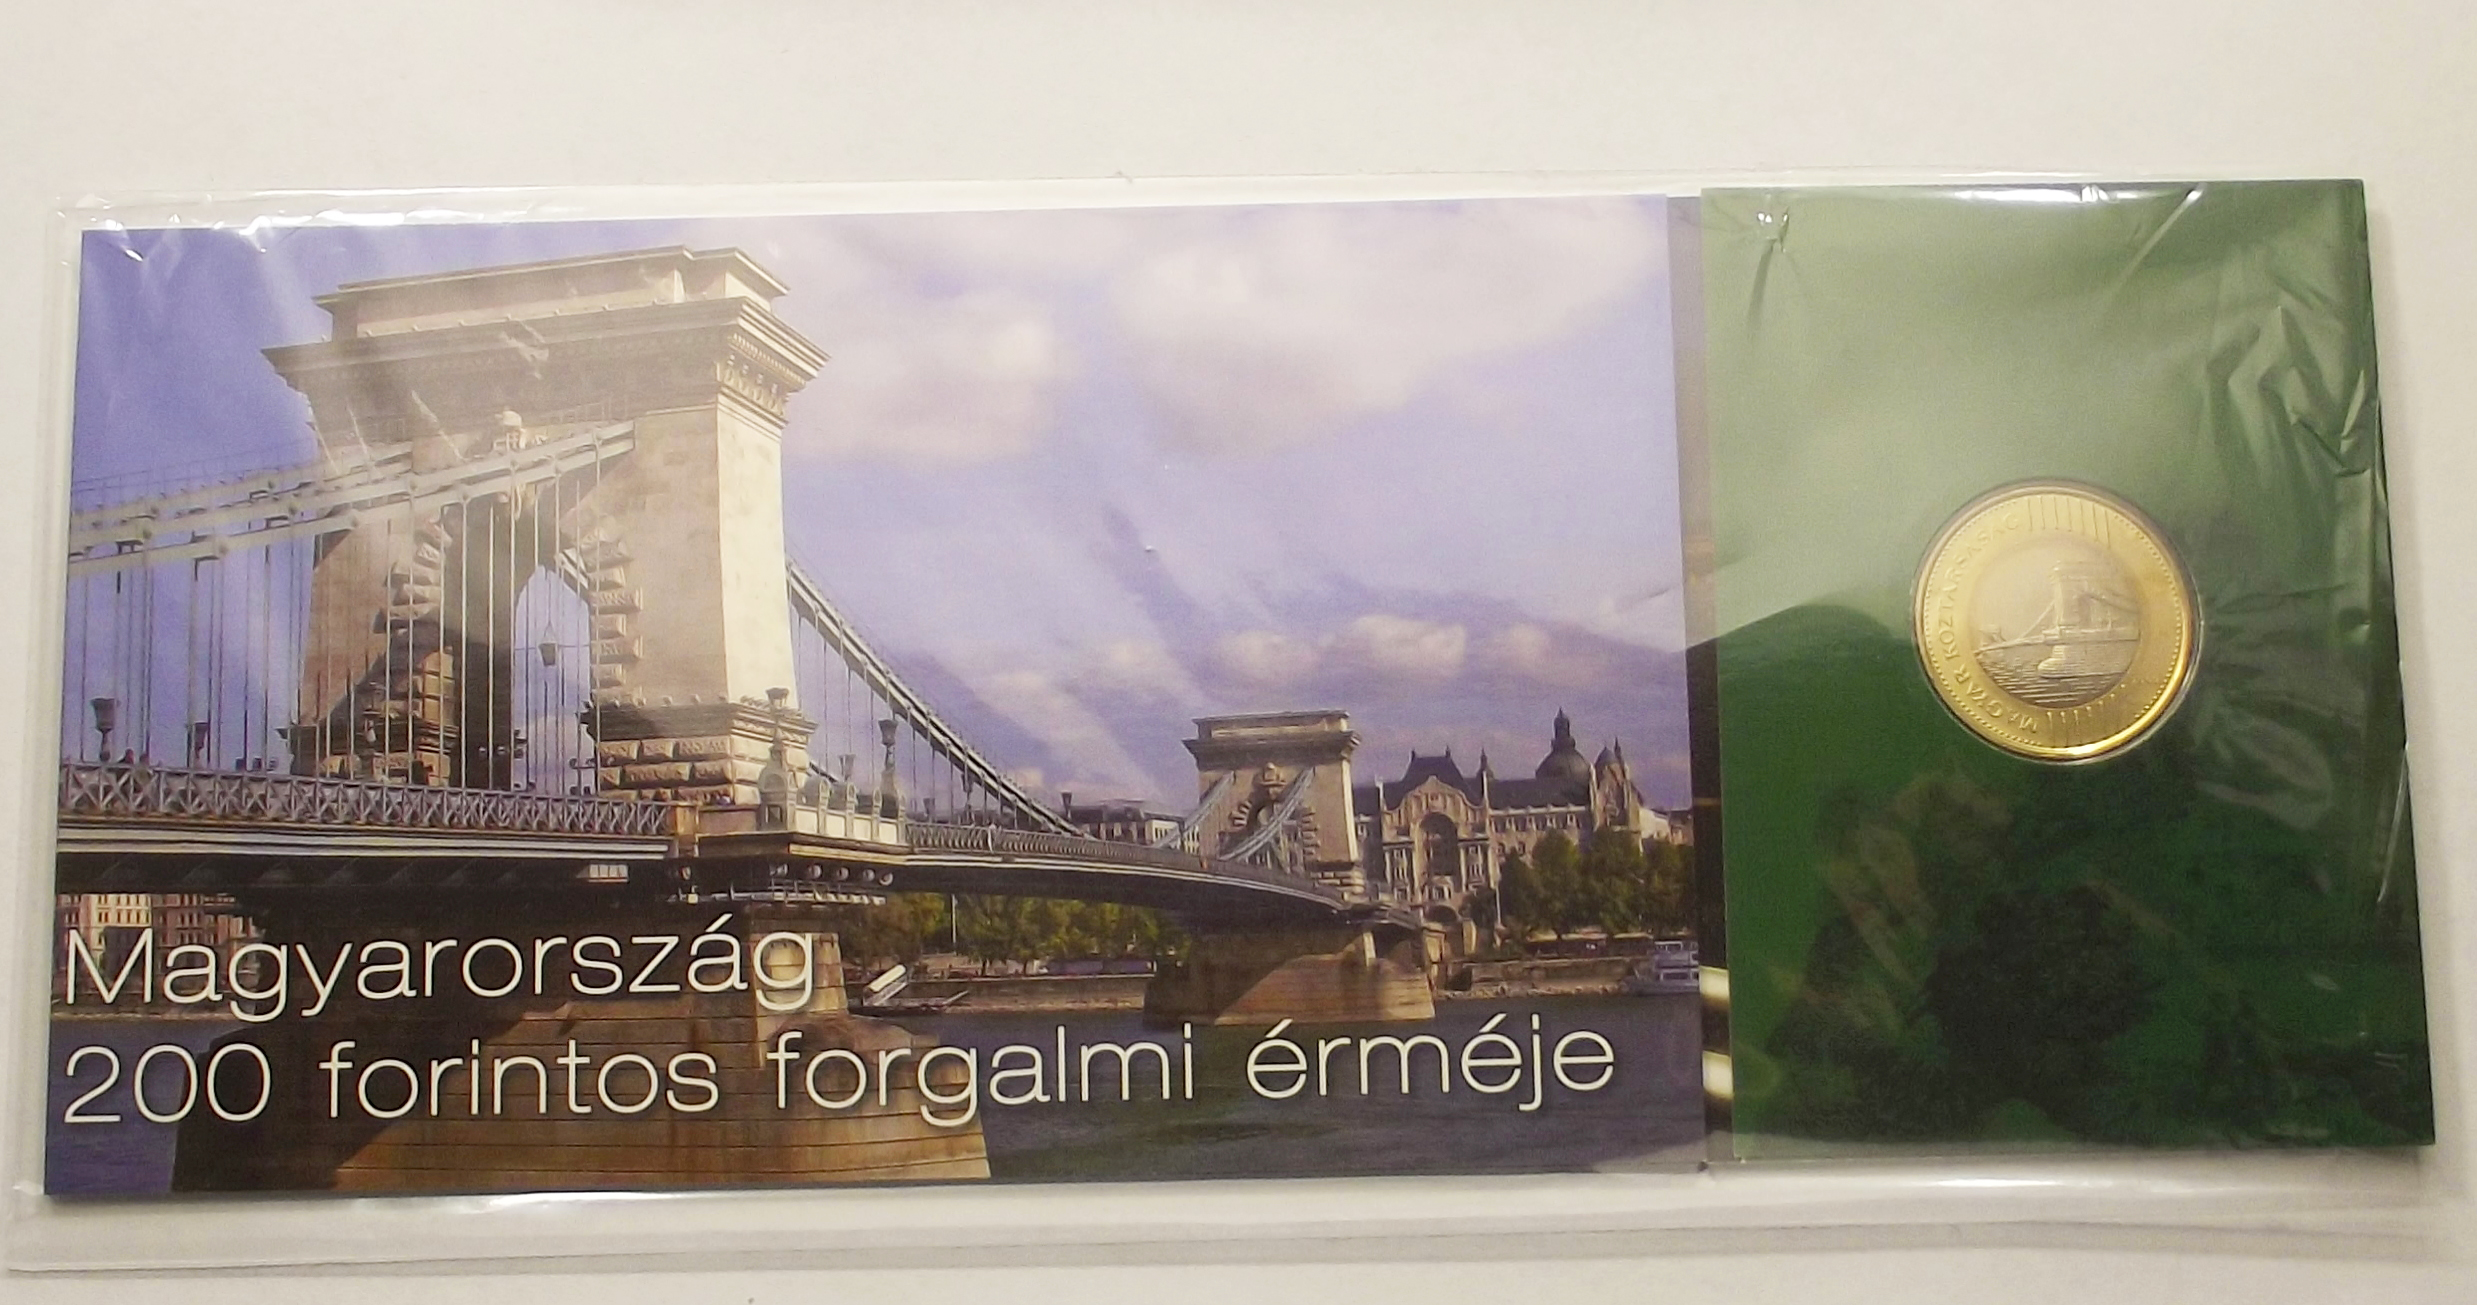 Magyarország
200 forintos forgalmi érméje
MAGYAR KÖZTÁRSASÁG